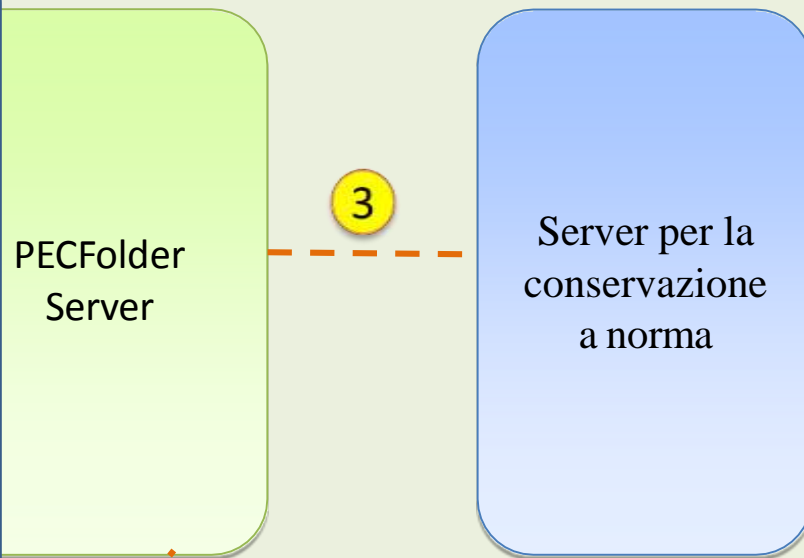 PECFolder
Server
3
Server per la
conservazione
a norma